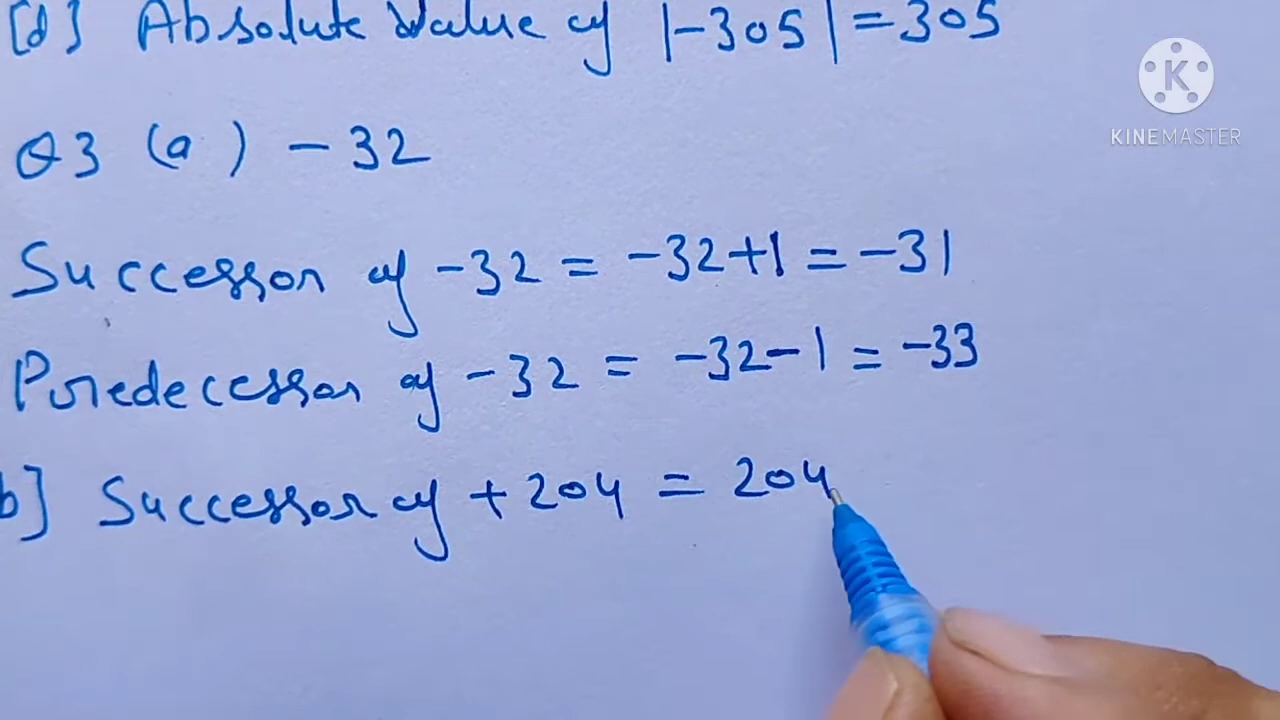 [d] Absolute Value of |-305| = 305
K
KINEMASTER
Q3 (a) -32
Successor of -32 = -32+1 = -31
Predecessor of -32 = -32-1 = -33
b] Successor of +204 = 204